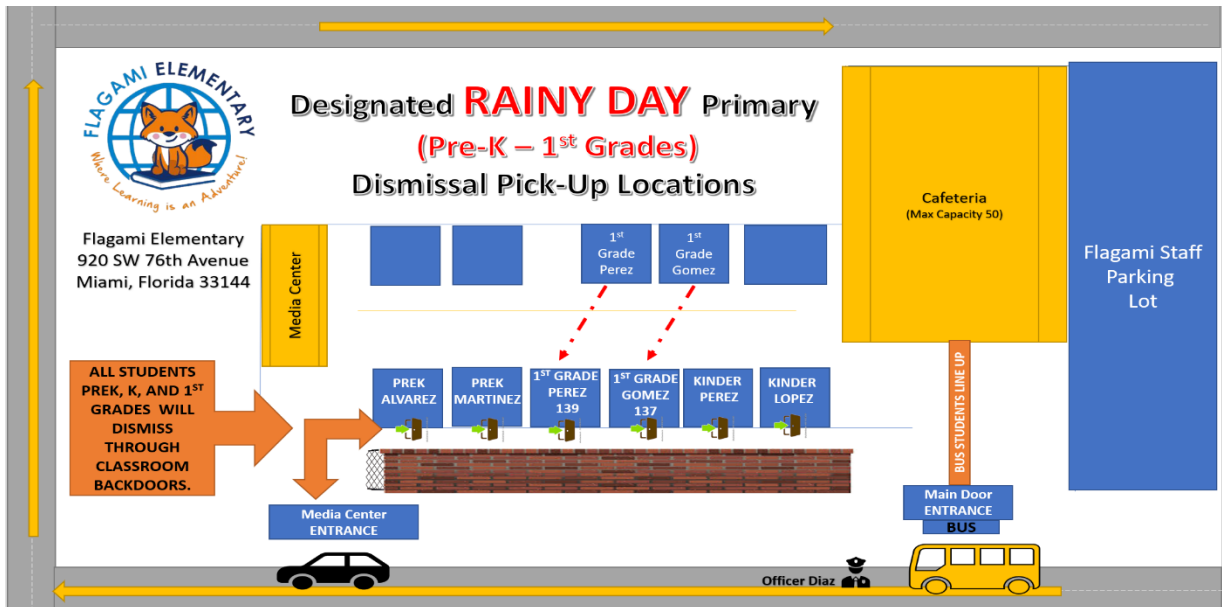 FLAGAMI ELEMENTARY
Where Learning is an Adventure!
Designated RAINY DAY Primary
(Pre-K – 1st Grades)
Dismissal Pick-Up Locations
Flagami Elementary
920 SW 76th Avenue
Miami, Florida 33144
Media Center
1st
Grade
Perez
1st
Grade
Gomez
Cafeteria
(Max Capacity 50)
Flagami Staff
Parking
Lot
ALL STUDENTS
PREK, K, AND 1ST
GRADES WILL
DISMISS
THROUGH
CLASSROOM
BACKDOORS.
PREK
ALVAREZ
PREK
MARTINEZ
1ST GRADE
PEREZ
139
1ST GRADE
GOMEZ
137
KINDER
PEREZ
KINDER
LOPEZ
BUS STUDENTS LINE UP
Media Center
ENTRANCE
Main Door
ENTRANCE
BUS
Officer Diaz